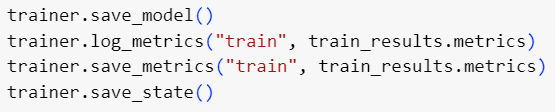 trainer.save_model()
trainer.log_metrics("train", train_results.metrics)
trainer.save_metrics("train", train_results.metrics)
trainer.save_state()